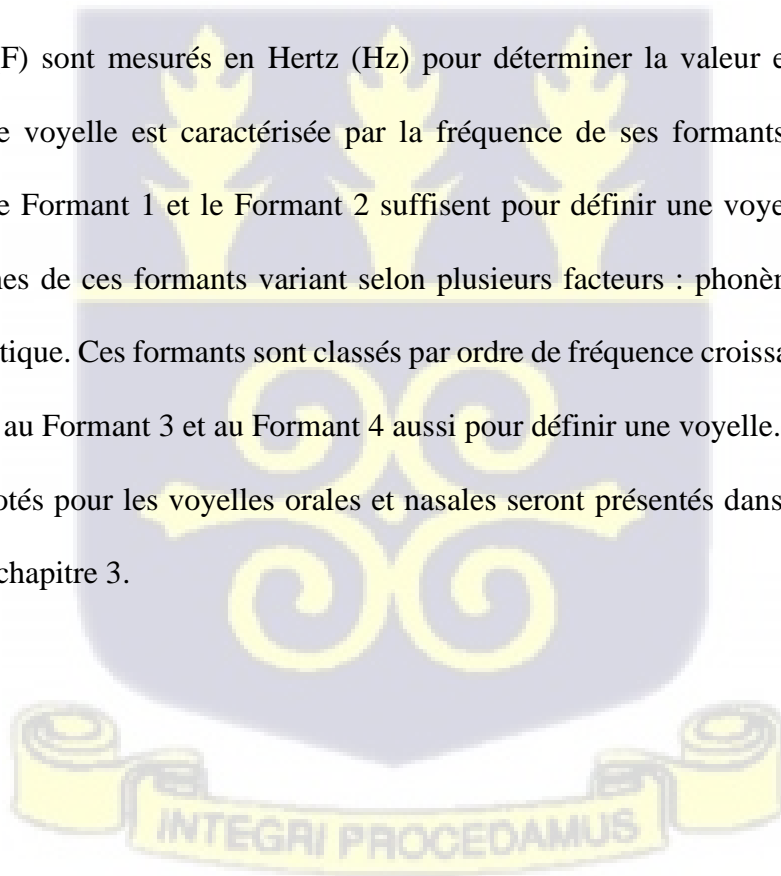 F) sont mesurés en Hertz (Hz) pour déterminer la valeur e
e voyelle est caractérisée par la fréquence de ses formants
e Formant 1 et le Formant 2 suffisent pour définir une voye
nes de ces formants variant selon plusieurs facteurs : phonèr
tique. Ces formants sont classés par ordre de fréquence croissa
au Formant 3 et au Formant 4 aussi pour définir une voyelle.
otés pour les voyelles orales et nasales seront présentés dans
chapitre 3.
INTEGRI PROCEDAMUS